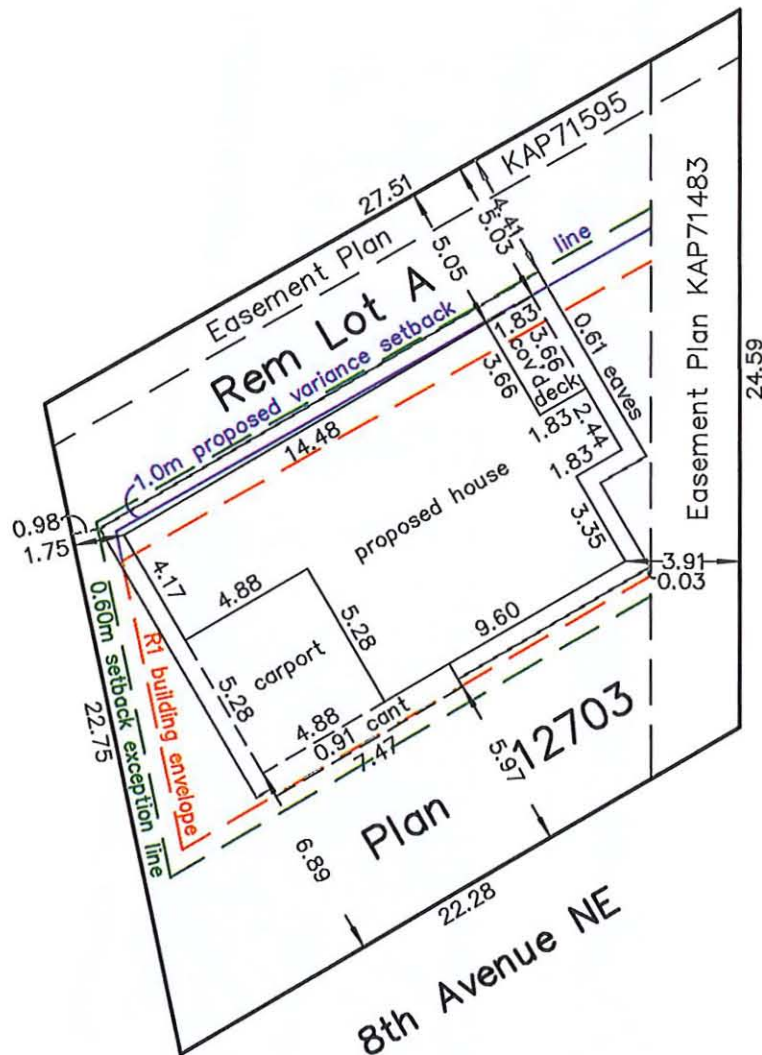 27.51
KAP71595
Easement Plan
Rem Lot A
4.41
5.03
5.05
line
1.0m proposed variance setback
Easement Plan KAP71483
24.59
14.48
1.83
3.66
cov'd
deck
3.66
0.61 eaves
1.83
2.44
1.83
3.35
proposed house
0.98
1.75
4.17
4.88
3.91
0.03
5.28
9.60
carport
5.28
4.88
0.91 cant
7.47
0.60m setback exception line
R1 building envelope
22.75
5.97
6.89
Plan 12703
22.28
8th Avenue NE